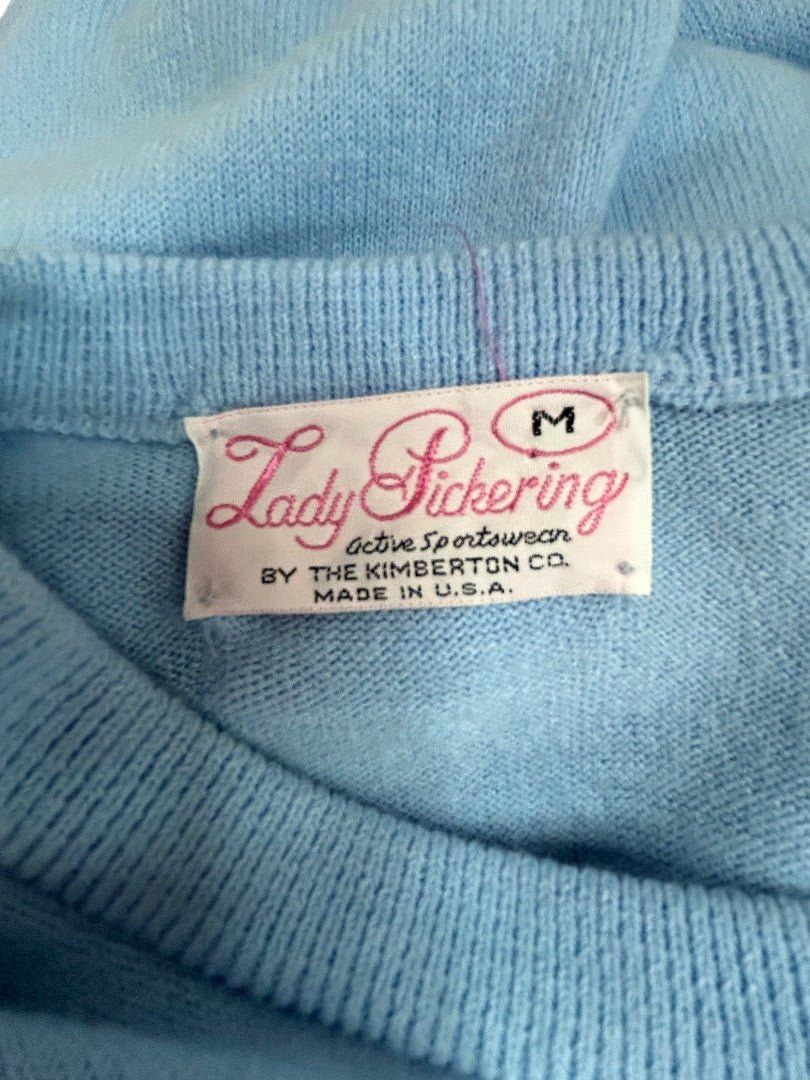 M
Lady Pickering
active Sportswear
BY THE KIMBERTON CO.
MADE IN U.S.A.